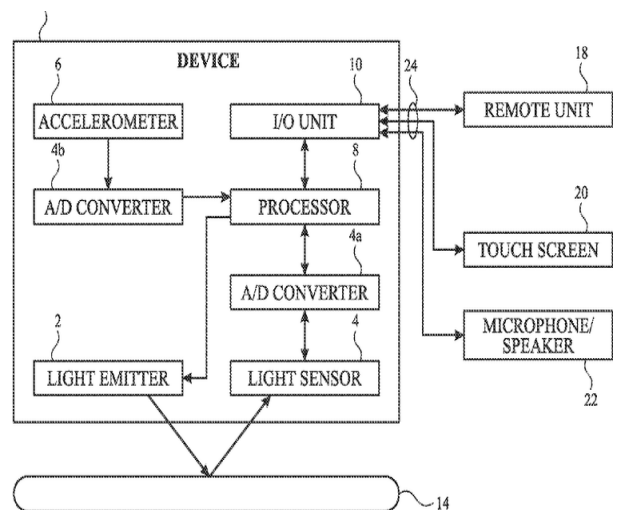 DEVICE
6
ACCELEROMETER
10
I/O UNIT
24
18
REMOTE UNIT
4b
A/D CONVERTER
8
PROCESSOR
20
TOUCH SCREEN
4a
A/D CONVERTER
2
LIGHT EMITTER
4
LIGHT SENSOR
MICROPHONE/
SPEAKER
22
14